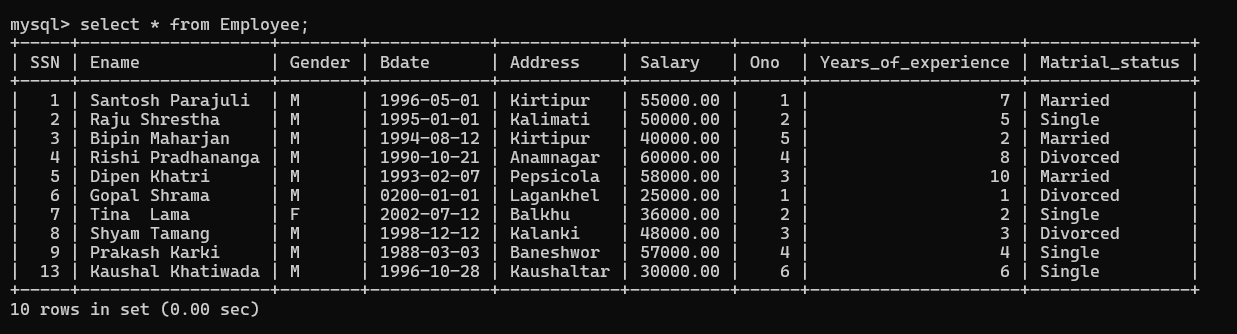 mysql> select * from Employee;
+-----+------------------+--------+------------+-----------+----------+------+---------------------+----------------+
| SSN | Ename            | Gender | Bdate      | Address   | Salary   | Ono  | Years_of_experience | Matrial_status |
+-----+------------------+--------+------------+-----------+----------+------+---------------------+----------------+
|   1 | Santosh Parajuli | M      | 1996-05-01 | Kirtipur  | 55000.00 |    1 |                   7 | Married        |
|   2 | Raju Shrestha    | M      | 1995-01-01 | Kalimati  | 50000.00 |    2 |                   5 | Single         |
|   3 | Bipin Maharjan   | M      | 1994-08-12 | Kirtipur  | 40000.00 |    5 |                   2 | Married        |
|   4 | Rishi Pradhananga | M      | 1990-10-21 | Anamnagar | 60000.00 |    4 |                   8 | Divorced       |
|   5 | Dipen Khatri     | M      | 1993-02-07 | Pepsicola | 58000.00 |    3 |                  10 | Married        |
|   6 | Gopal Shrama     | M      | 0200-01-01 | Lagankhel | 25000.00 |    1 |                   1 | Divorced       |
|   7 | Tina  Lama       | F      | 2002-07-12 | Balkhu    | 36000.00 |    2 |                   2 | Single         |
|   8 | Shyam Tamang     | M      | 1998-12-12 | Kalanki   | 48000.00 |    3 |                   3 | Divorced       |
|   9 | Prakash Karki    | M      | 1988-03-03 | Baneshwor | 57000.00 |    4 |                   4 | Single         |
|  13 | Kaushal Khatiwada | M      | 1996-10-28 | Kaushaltar | 30000.00 |    6 |                   6 | Single         |
+-----+------------------+--------+------------+-----------+----------+------+---------------------+----------------+
10 rows in set (0.00 sec)